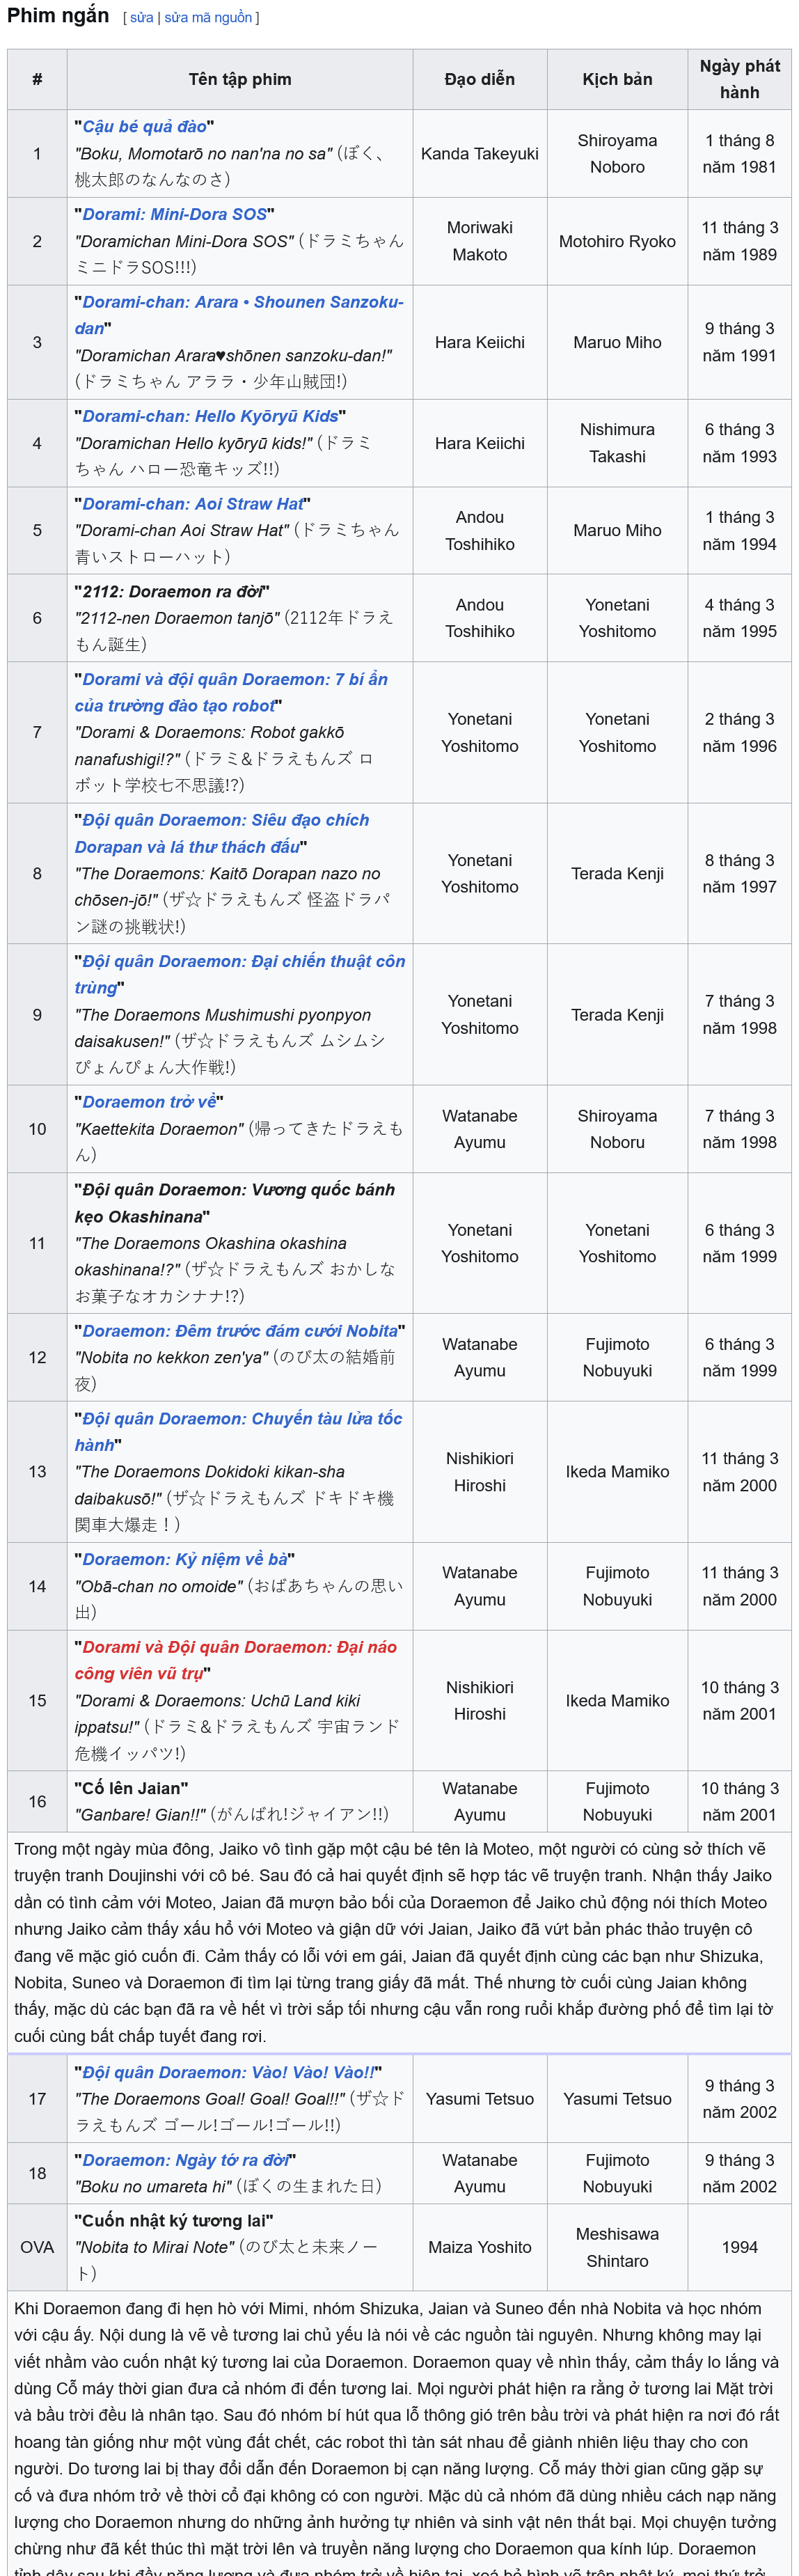 Phim ngắn [ sửa | sửa mã nguồn ]
# Tên tập phim Đạo diễn Kịch bản Ngày phát hành
1
"Cậu bé quả đào"
"Boku, Momotarō no nan'na no sa" (ぼく、
桃太郎のなんなのさ)
Kanda Takeyuki
Shiroyama
Noboro
1 tháng 8
năm 1981
2
"Dorami: Mini-Dora SOS"
"Doramichan Mini-Dora SOS" (ドラミちゃん
ミニドラSOS!!!)
Moriwaki
Makoto
Motohiro Ryoko
11 tháng 3
năm 1989
3
"Dorami-chan: Arara • Shounen Sanzoku-
dan"
"Doramichan Arara♥shōnen sanzoku-dan!"
(ドラミちゃん アララ・少年山賊団!)
Hara Keiichi
Maruo Miho
9 tháng 3
năm 1991
4
"Dorami-chan: Hello Kyōryū Kids"
"Doramichan Hello kyōryū kids!" (ドラミ
ちゃん ハロー恐竜キッズ!!)
Hara Keiichi
Nishimura
Takashi
6 tháng 3
năm 1993
5
"Dorami-chan: Aoi Straw Hat"
"Dorami-chan Aoi Straw Hat" (ドラミちゃん
青いストローハット)
Andou
Toshihiko
Maruo Miho
1 tháng 3
năm 1994
6
"2112: Doraemon ra đời"
"2112-nen Doraemon tanjō" (2112年ドラえ
もん誕生)
Andou
Toshihiko
Yonetani
Yoshitomo
4 tháng 3
năm 1995
7
"Dorami và đội quân Doraemon: 7 bí ẩn
của trường đào tạo robot"
"Dorami & Doraemons: Robot gakkō
nanafushigi!?" (ドラミ&ドラえもんズ ロ
ボット学校七不思議!?)
Yonetani
Yoshitomo
Yonetani
Yoshitomo
2 tháng 3
năm 1996
8
"Đội quân Doraemon: Siêu đạo chích
Dorapan và lá thư thách đấu"
"The Doraemons: Kaitō Dorapan nazo no
chōsen-jō!" (ザ☆ドラえもんズ 怪盗ドラパ
ン謎の挑戦状!)
Yonetani
Yoshitomo
Terada Kenji
8 tháng 3
năm 1997
9
"Đội quân Doraemon: Đại chiến thuật côn
trùng"
"The Doraemons Mushimushi pyonpyon
daisakusen!" (ザ☆ドラえもんズ ムシムシ
ぴょんぴょん大作戦!)
Yonetani
Yoshitomo
Terada Kenji
7 tháng 3
năm 1998
10
"Doraemon trở về"
"Kaettekita Doraemon" (帰ってきたドラえも
ん)
Watanabe
Ayumu
Shiroyama
Noboru
7 tháng 3
năm 1998
11
"Đội quân Doraemon: Vương quốc bánh
kẹo Okashinana"
"The Doraemons Okashina okashina
okashinana!?" (ザ☆ドラえもんズ おかしな
お菓子なオカシナナ!?)
Yonetani
Yoshitomo
Yonetani
Yoshitomo
6 tháng 3
năm 1999
12
"Doraemon: Đêm trước đám cưới Nobita"
"Nobita no kekkon zen'ya" (のび太の結婚前
夜)
Watanabe
Ayumu
Fujimoto
Nobuyuki
6 tháng 3
năm 1999
13
"Đội quân Doraemon: Chuyến tàu lửa tốc
hành"
"The Doraemons Dokidoki kikan-sha
daibakusō!" (ザ☆ドラえもんズ ドキドキ機
関車大爆走！)
Nishikiori
Hiroshi
Ikeda Mamiko
11 tháng 3
năm 2000
14
"Doraemon: Kỷ niệm về bà"
"Obā-chan no omoide" (おばあちゃんの思い
出)
Watanabe
Ayumu
Fujimoto
Nobuyuki
11 tháng 3
năm 2000
15
"Dorami và Đội quân Doraemon: Đại náo
công viên vũ trụ"
"Dorami & Doraemons: Uchū Land kiki
ippatsu!" (ドラミ&ドラえもんズ 宇宙ランド
危機イッパツ!)
Nishikiori
Hiroshi
Ikeda Mamiko
10 tháng 3
năm 2001
16
"Cố lên Jaian"
"Ganbare! Gian!!" (がんばれ!ジャイアン!!)
Watanabe
Ayumu
Fujimoto
Nobuyuki
10 tháng 3
năm 2001
Trong một ngày mùa đông, Jaiko vô tình gặp một cậu bé tên là Moteo, một người có cùng sở thích vẽ
truyện tranh Doujinshi với cô bé. Sau đó cả hai quyết định sẽ hợp tác vẽ truyện tranh. Nhận thấy Jaiko
dần có tình cảm với Moteo, Jaian đã mượn bảo bối của Doraemon để Jaiko chủ động nói thích Moteo
nhưng Jaiko cảm thấy xấu hổ với Moteo và giận dữ với Jaian, Jaiko đã vứt bản phác thảo truyện cô
đang vẽ mặc gió cuốn đi. Cảm thấy có lỗi với em gái, Jaian đã quyết định cùng các bạn như Shizuka,
Nobita, Suneo và Doraemon đi tìm lại từng trang giấy đã mất. Thế nhưng tờ cuối cùng Jaian không
thấy, mặc dù các bạn đã ra về hết vì trời sắp tối nhưng cậu vẫn rong ruổi khắp đường phố để tìm lại tờ
cuối cùng bất chấp tuyết đang rơi.
17
"Đội quân Doraemon: Vào! Vào! Vào!!"
"The Doraemons Goal! Goal! Goal!!" (ザ☆ド
ラえもんズ ゴール!ゴール!ゴール!!)
Yasumi Tetsuo
Yasumi Tetsuo
9 tháng 3
năm 2002
18
"Doraemon: Ngày tớ ra đời"
"Boku no umareta hi" (ぼくの生まれた日)
Watanabe
Ayumu
Fujimoto
Nobuyuki
9 tháng 3
năm 2002
OVA
"Cuốn nhật ký tương lai"
"Nobita to Mirai Note" (のび太と未来ノー
ト)
Maiza Yoshito
Meshisawa
Shintaro
1994
Khi Doraemon đang đi hẹn hò với Mimi, nhóm Shizuka, Jaian và Suneo đến nhà Nobita và học nhóm
với cậu ấy. Nội dung là vẽ về tương lai chủ yếu là nói về các nguồn tài nguyên. Nhưng không may lại
viết nhầm vào cuốn nhật ký tương lai của Doraemon. Doraemon quay về nhìn thấy, cảm thấy lo lắng và
dùng Cỗ máy thời gian đưa cả nhóm đi đến tương lai. Mọi người phát hiện ra rằng ở tương lai Mặt trời
và bầu trời đều là nhân tạo. Sau đó nhóm bí hút qua lỗ thông gió trên bầu trời và phát hiện ra nơi đó rất
hoang tàn giống như một vùng đất chết, các robot thì tàn sát nhau để giành nhiên liệu thay cho con
người. Do tương lai bị thay đổi dẫn đến Doraemon bị cạn năng lượng. Cỗ máy thời gian cũng gặp sự
cố và đưa nhóm trở về thời cổ đại không có con người. Mặc dù cả nhóm đã dùng nhiều cách nạp năng
lượng cho Doraemon nhưng do những ảnh hưởng tự nhiên và sinh vật nên thất bại. Mọi chuyện tưởng
chừng như đã kết thúc thì mặt trời lên và truyền năng lượng cho Doraemon qua kính lúp. Doraemon
tỉnh dậy sau khi đầy năng lượng và đưa nhóm trở về hiện tại, xoá bỏ hình vẽ trên nhật ký, mọi thứ trở